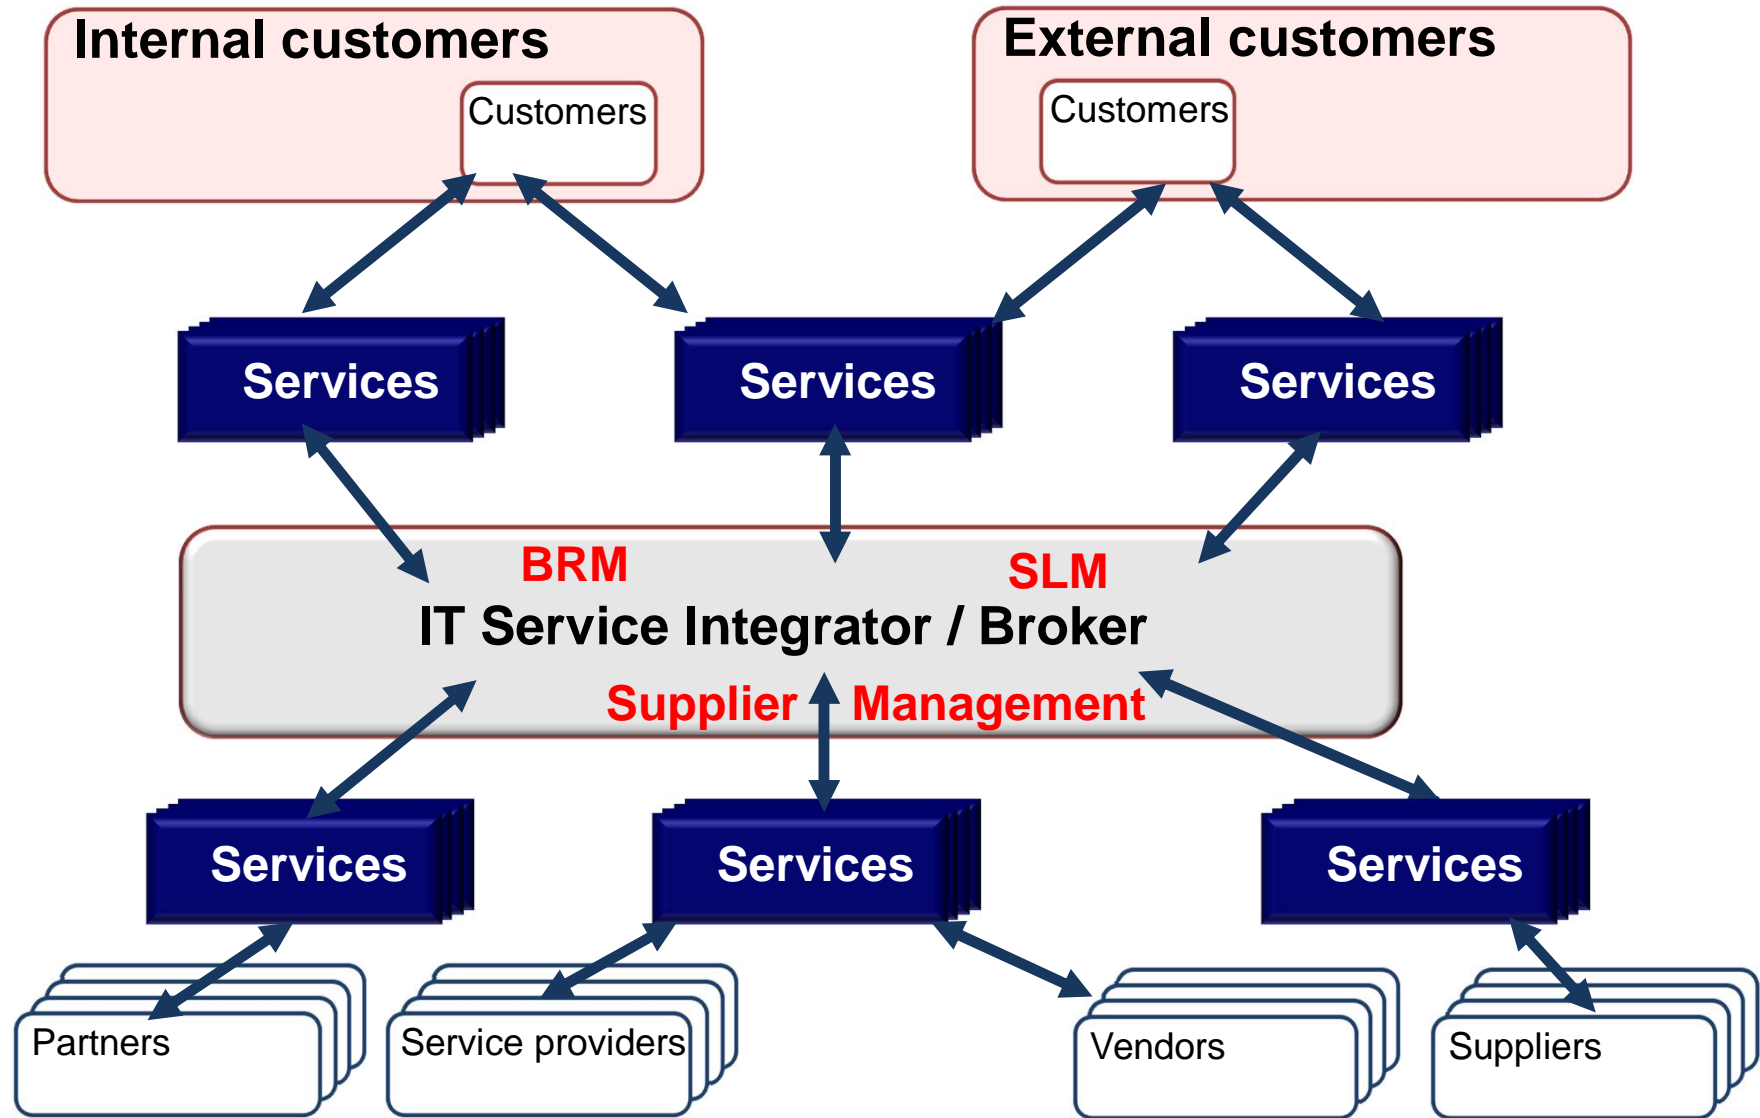 Internal customers
External customers
Customers
Customers
Services
Services
Services
BRM
SLM
IT Service Integrator / Broker
Supplier Management
Services
Services
Services
Partners
Service providers
Vendors
Suppliers